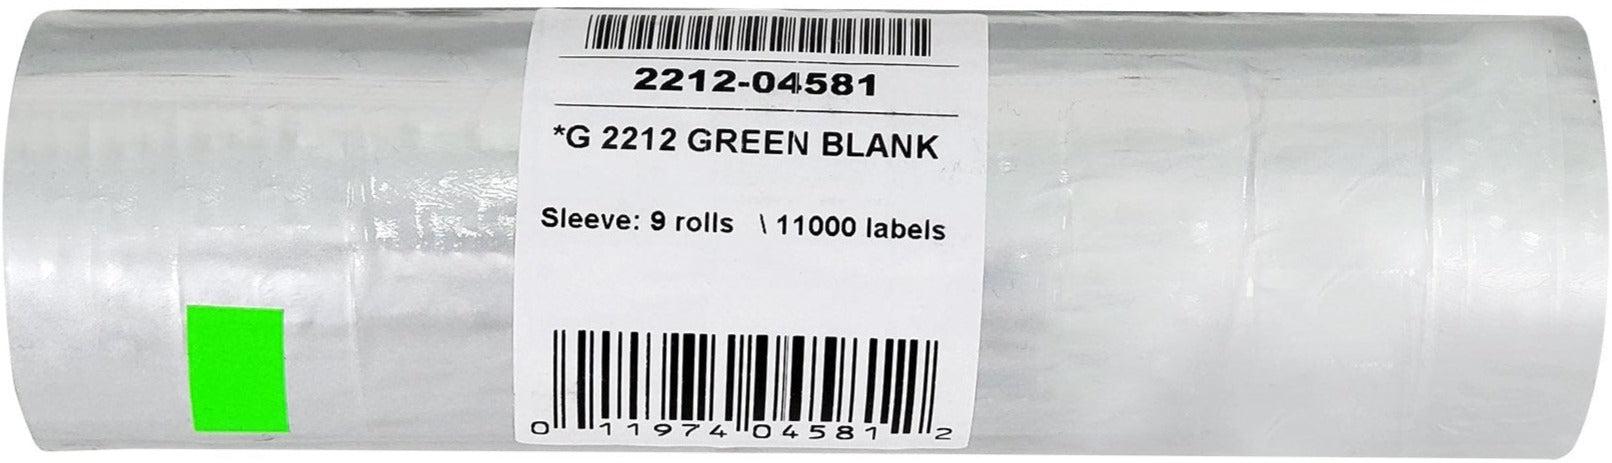 2212-04581
*G 2212 GREEN BLANK
Sleeve: 9 rolls \ 11000 labels
0 11974 04581 2